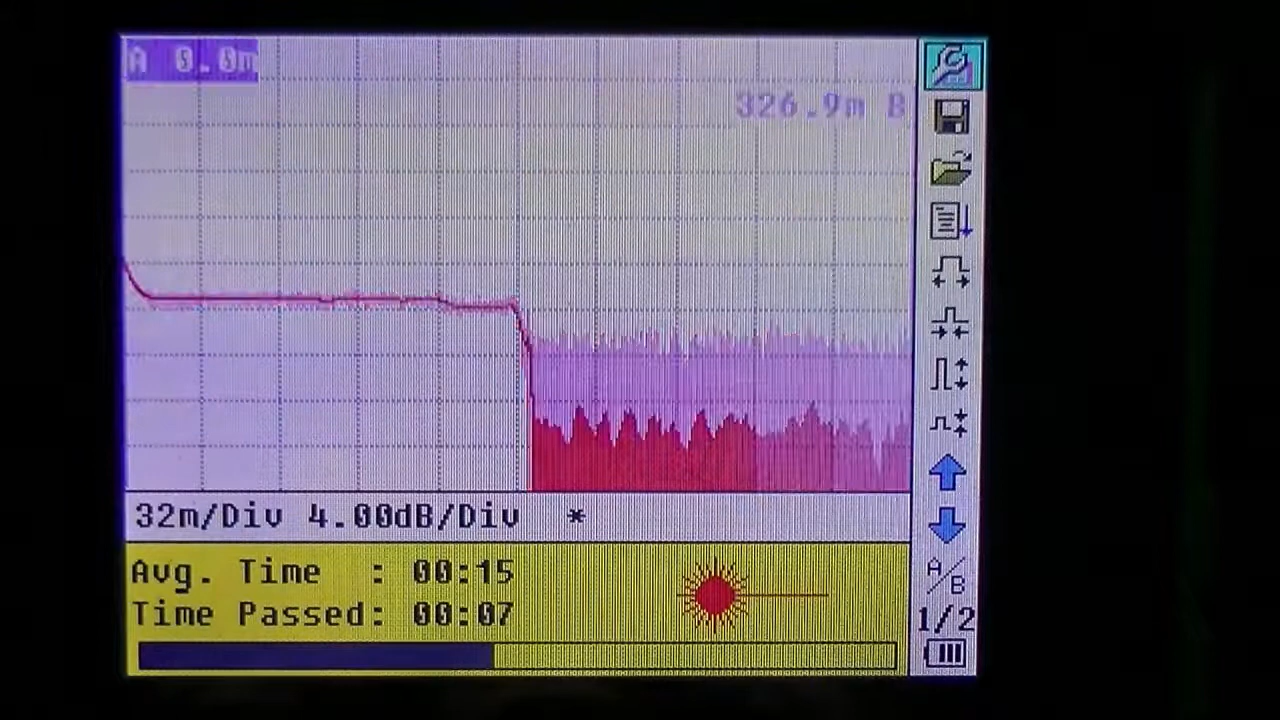 A 0.0m
326.9m B
32m/Div 4.00dB/Div *
Avg. Time : 00:15
Time Passed: 00:07
A/B
1/2